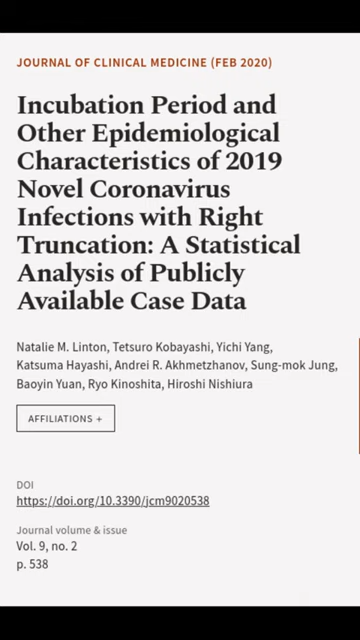 JOURNAL OF CLINICAL MEDICINE (FEB 2020)
Incubation Period and
Other Epidemiological
Characteristics of 2019
Novel Coronavirus
Infections with Right
Truncation: A Statistical
Analysis of Publicly
Available Case Data
Natalie M. Linton, Tetsuro Kobayashi, Yichi Yang,
Katsuma Hayashi, Andrei R. Akhmetzhanov, Sung-mok Jung,
Baoyin Yuan, Ryo Kinoshita, Hiroshi Nishiura
AFFILIATIONS +
DOI
https://doi.org/10.3390/jcm9020538
Journal volume & issue
Vol. 9, no. 2
p. 538